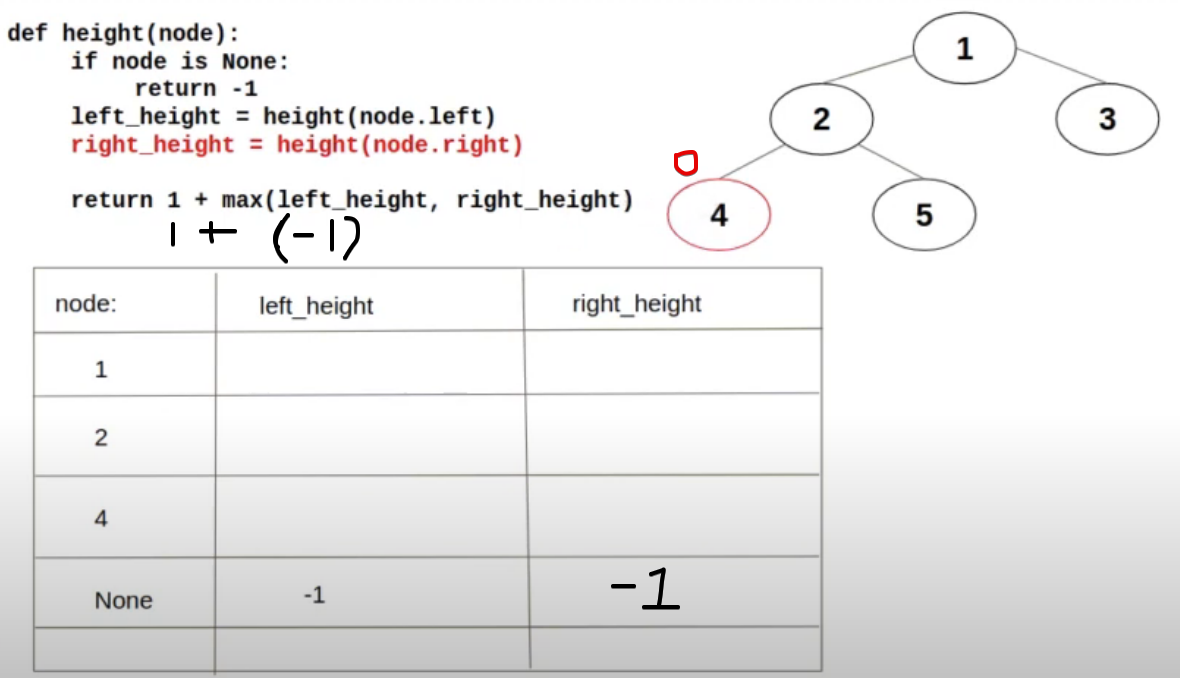 def height(node):
    if node is None:
        return -1
    left_height = height(node.left)
    right_height = height(node.right)
    return 1 + max(left_height, right_height)
1 + (-1)
1
2
3
0
4
5
node: left_height right_height
1
2
4
None -1 -1